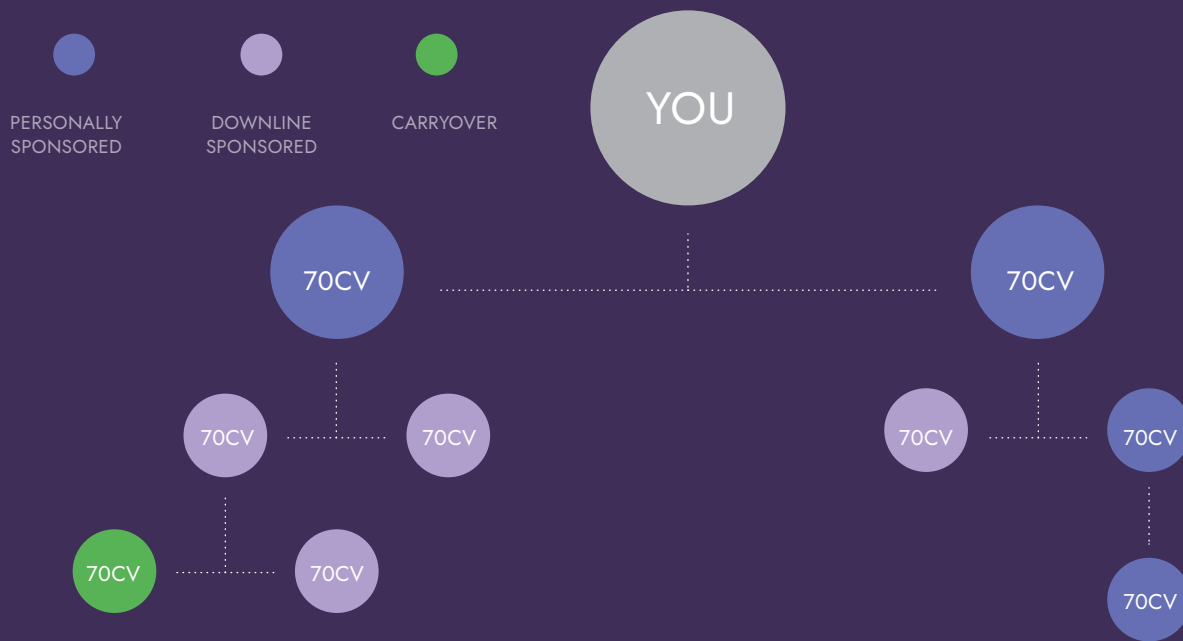 YOU
PERSONALLY
SPONSORED
DOWNLINE
SPONSORED
CARRYOVER
70CV
70CV
70CV
70CV
70CV
70CV
70CV
70CV
70CV